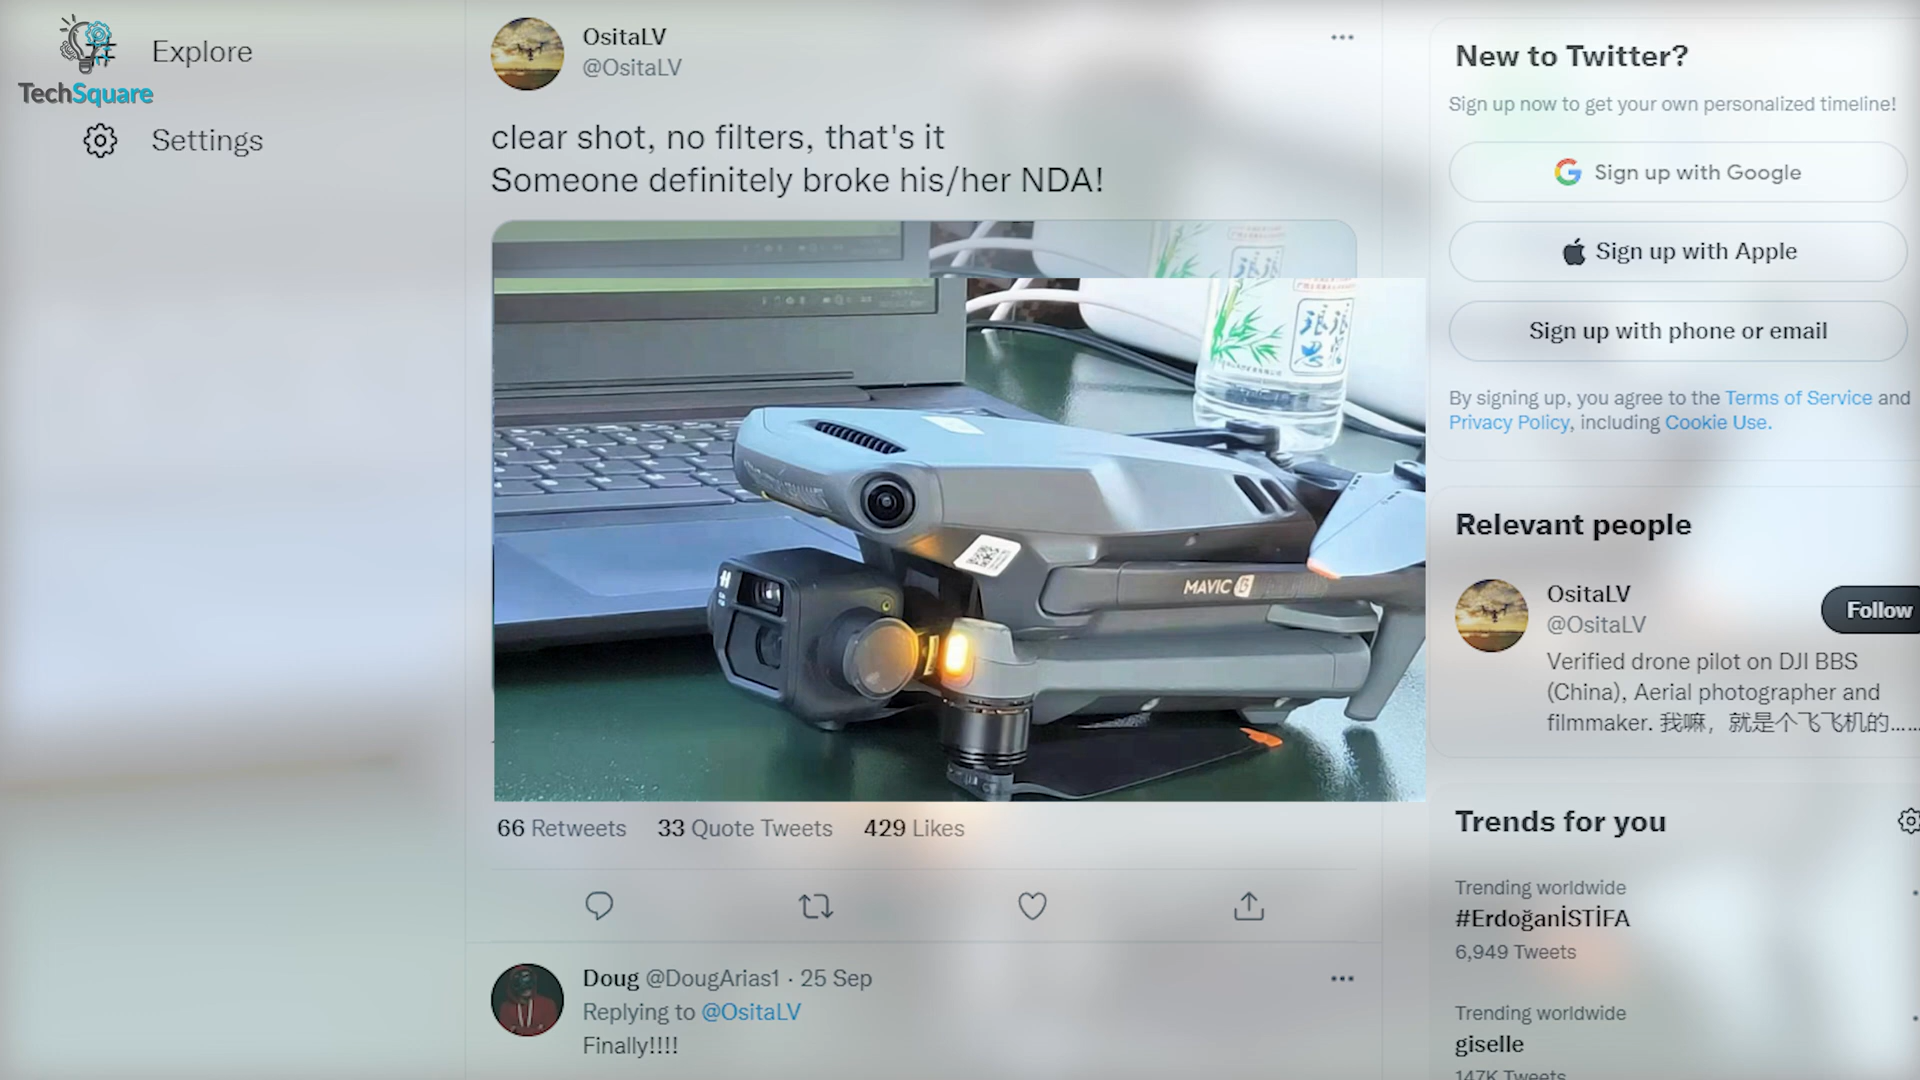 TechSquare
Explore
Settings
OsitaLV
@OsitaLV
clear shot, no filters, that's it
Someone definitely broke his/her NDA!
MAVIC
66 Retweets 33 Quote Tweets 429 Likes
Doug @DougArias1 · 25 Sep
Replying to @OsitaLV
Finally!!!!
New to Twitter?
Sign up now to get your own personalized timeline!
Sign up with Google
Sign up with Apple
Sign up with phone or email
By signing up, you agree to the Terms of Service and
Privacy Policy, including Cookie Use.
Relevant people
OsitaLV
Follow
@OsitaLV
Verified drone pilot on DJI BBS
(China), Aerial photographer and
filmmaker. 我嘛，就是个飞飞机的......
Trends for you
Trending worldwide
#ErdoğanİSTİFA
6,949 Tweets
Trending worldwide
giselle
147K Tweets